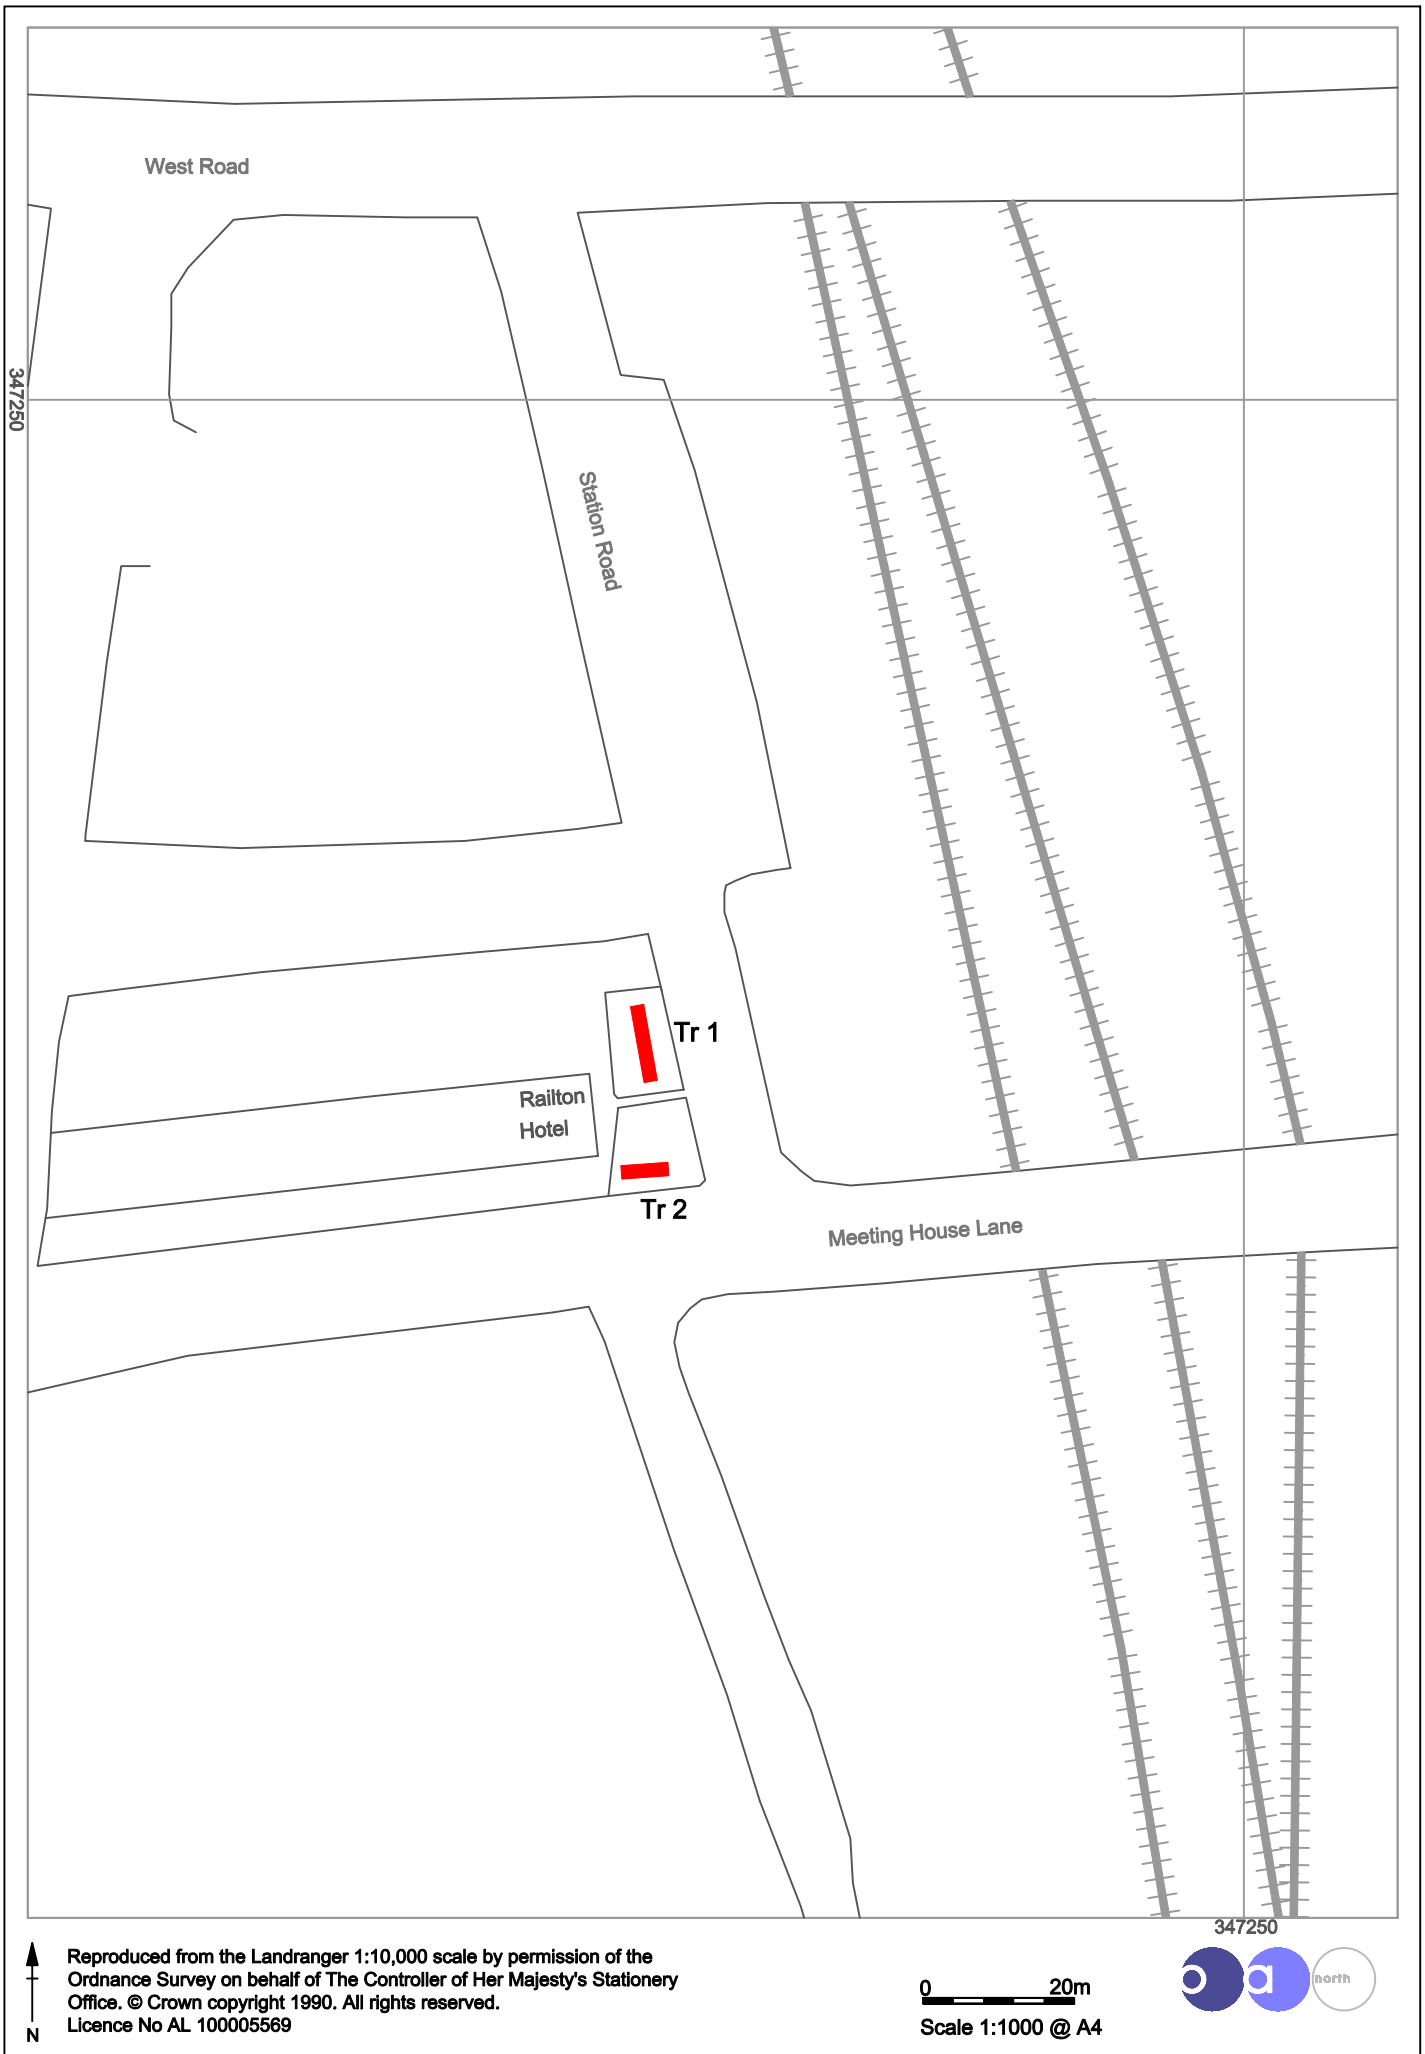 West Road
347250
Station Road
Tr 1
Railton
Hotel
Tr 2
Meeting House Lane
347250
Reproduced from the Landranger 1:10,000 scale by permission of the
Ordnance Survey on behalf of The Controller of Her Majesty's Stationery
Office. © Crown copyright 1990. All rights reserved.
Licence No AL 100005569
N
0 20m
Scale 1:1000 @ A4
oa north